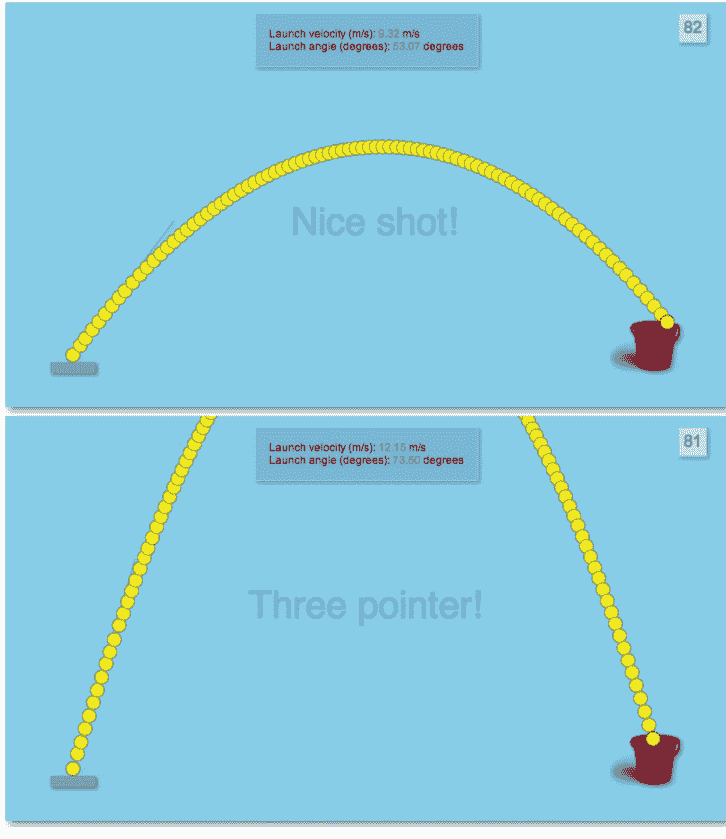 Launch velocity (m/s): 9.32 m/s
Launch angle (degrees): 53.07 degrees
82
Nice shot!
Launch velocity (m/s): 12.15 m/s
Launch angle (degrees): 73.50 degrees
81
Three pointer!